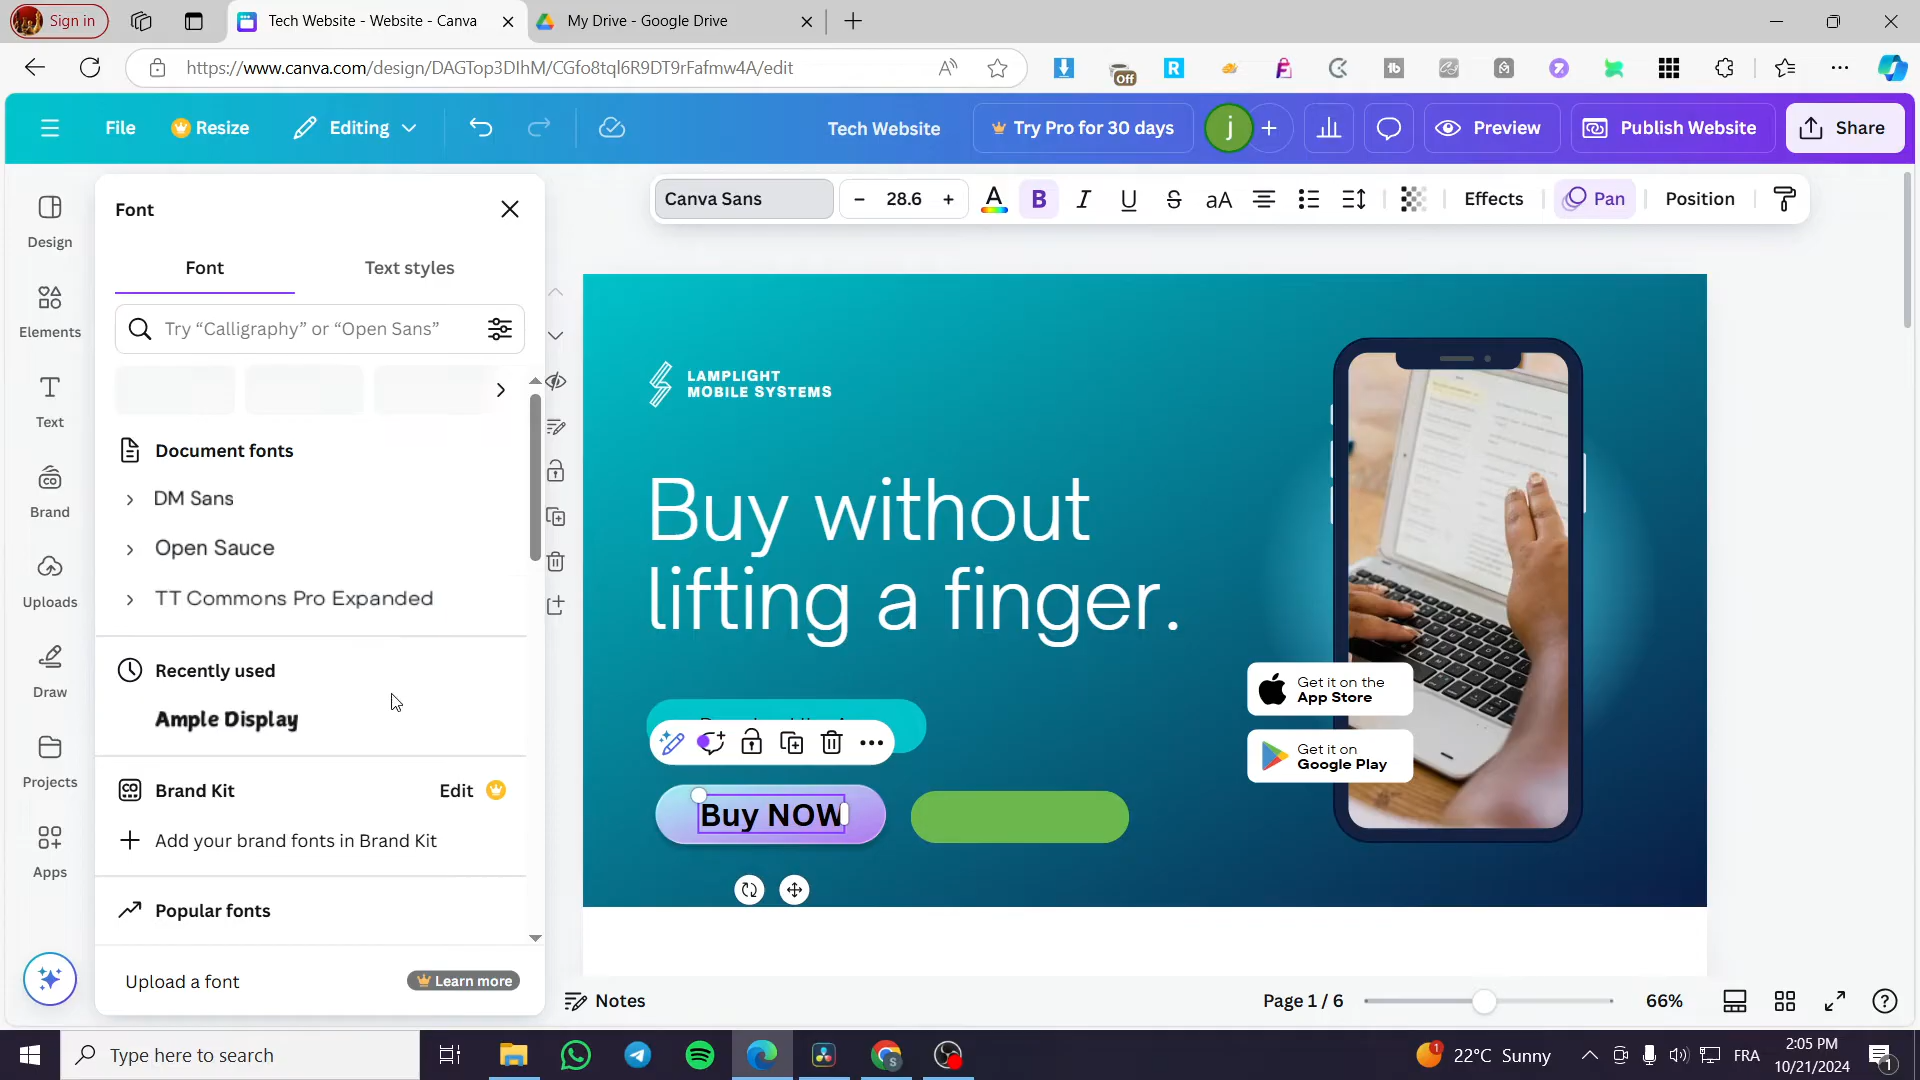 Sign in
Tech Website - Website - Canva
My Drive - Google Drive
https://www.canva.com/design/DAGTop3DIhM/CGfo8tql6R9DT9rFafmw4A/edit
Off
File
Resize
Editing
Tech Website
Try Pro for 30 days
j
Preview
Publish Website
Share
Design
Elements
Text
Brand
Uploads
Draw
Projects
Apps
Font
Font
Text styles
Try “Calligraphy” or “Open Sans”
Document fonts
DM Sans
Open Sauce
TT Commons Pro Expanded
Recently used
Ample Display
Brand Kit
Edit
Add your brand fonts in Brand Kit
Popular fonts
Upload a font
Learn more
Canva Sans
28.6
Effects
Pan
Position
LAMPLIGHT
MOBILE SYSTEMS
Buy without
lifting a finger.
Buy NOW
Get it on the
App Store
Get it on
Google Play
Notes
Page 1 / 6
66%
Type here to search
22°C Sunny
FRA
2:05 PM
10/21/2024